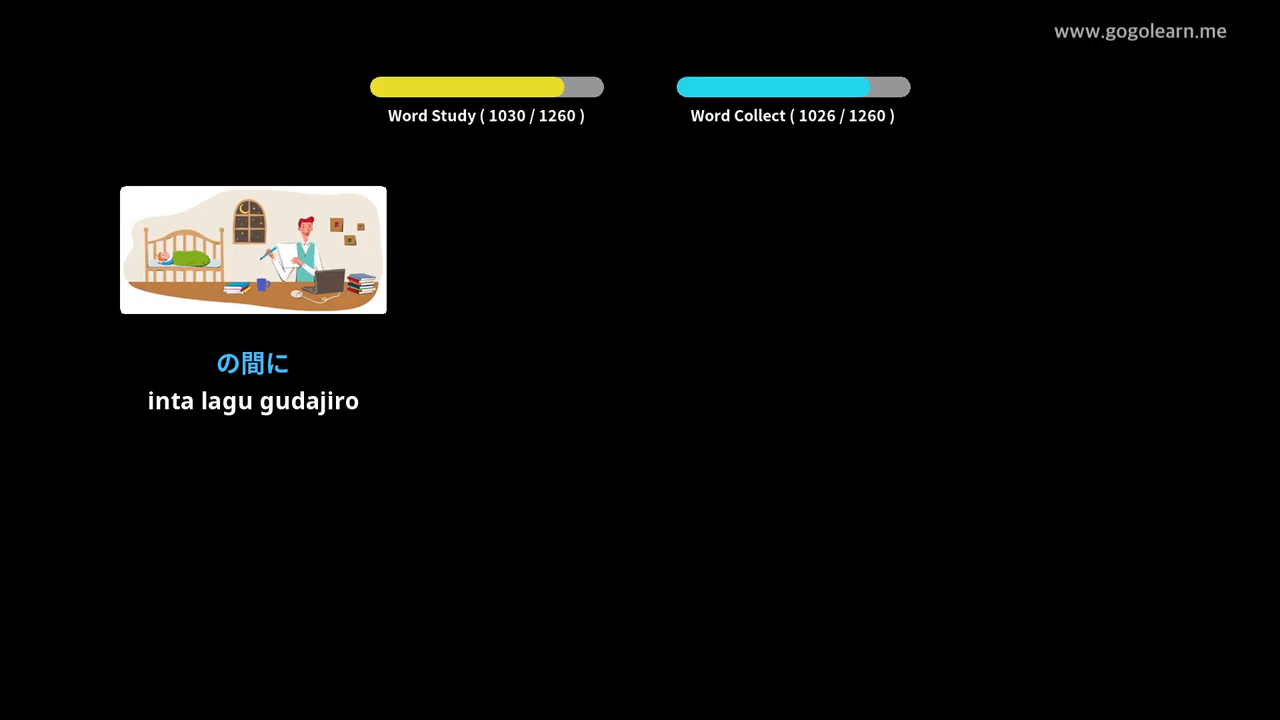 www.gogolearn.me
Word Study ( 1030 / 1260 )
Word Collect ( 1026 / 1260 )
の間に
inta lagu gudajiro